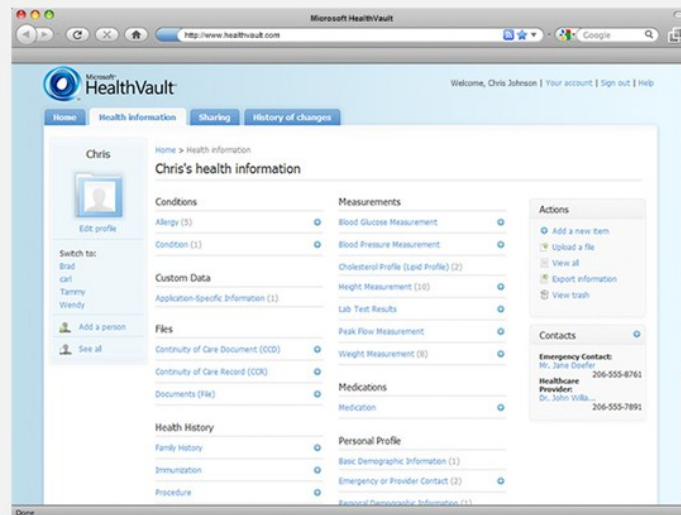 Microsoft HealthVault
http://www.healthvault.com
Google
Microsoft
HealthVault
Welcome, Chris Johnson | Your account | Sign out | Help
Home
Health information
Sharing
History of changes
Chris
Edit profile
Switch to:
Brad
carl
Tammy
Wendy
Add a person
See all
Home > Health information
Chris's health information
Conditions
Allergy (5)
Condition (1)
Custom Data
Application-Specific Information (1)
Files
Continuity of Care Document (CCD)
Continuity of Care Record (CCR)
Documents (File)
Health History
Family History
Immunization
Procedure
Measurements
Blood Glucose Measurement
Blood Pressure Measurement
Cholesterol Profile (Lipid Profile) (2)
Height Measurement (10)
Lab Test Results
Peak Flow Measurement
Weight Measurement (8)
Medications
Medication
Personal Profile
Basic Demographic Information (1)
Emergency or Provider Contact (2)
Personal Demographic Information (1)
Actions
Add a new item
Upload a file
View all
Export information
View trash
Contacts
Emergency Contact:
Mr. Jane Doefer
206-555-8761
Healthcare
Provider:
Dr. John Willa...
206-555-7891
Done